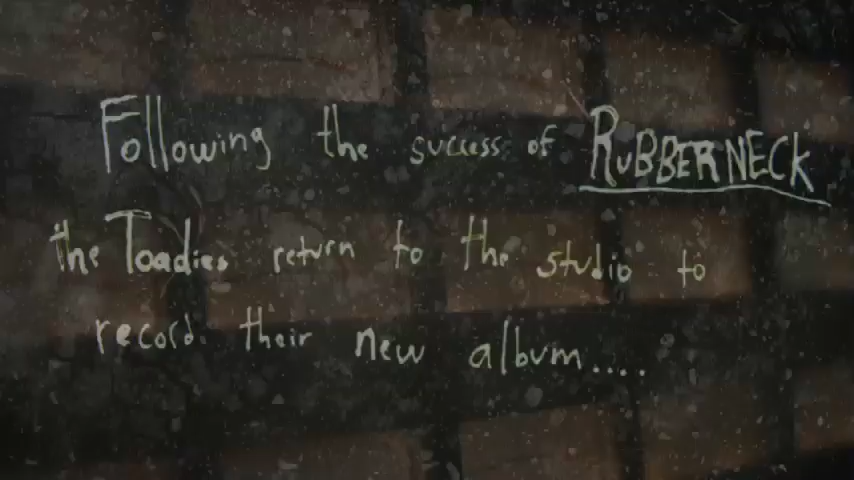 Following the success of RUBBERNECK
the Toadies return to the studio to
record their new album....